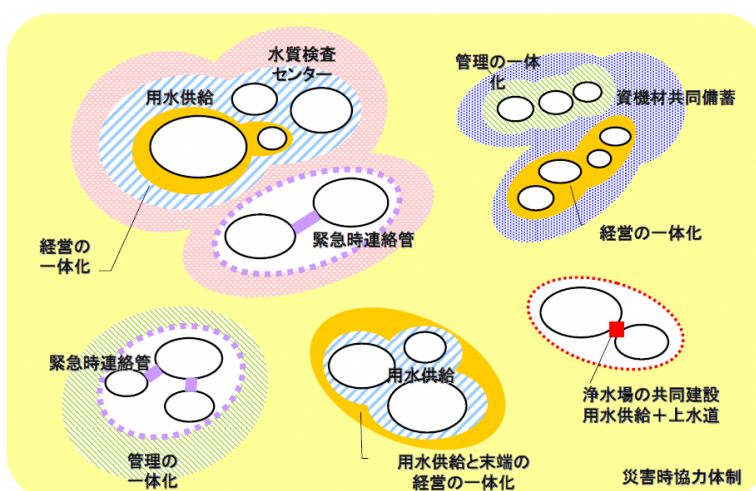 水質検査
センター
用水供給
経営の
一体化
緊急時連絡管
管理の一体
化
資機材共同備蓄
経営の一体化
緊急時連絡管
管理の
一体化
用水供給
用水供給と末端の
経営の一体化
浄水場の共同建設
用水供給＋上水道
災害時協力体制